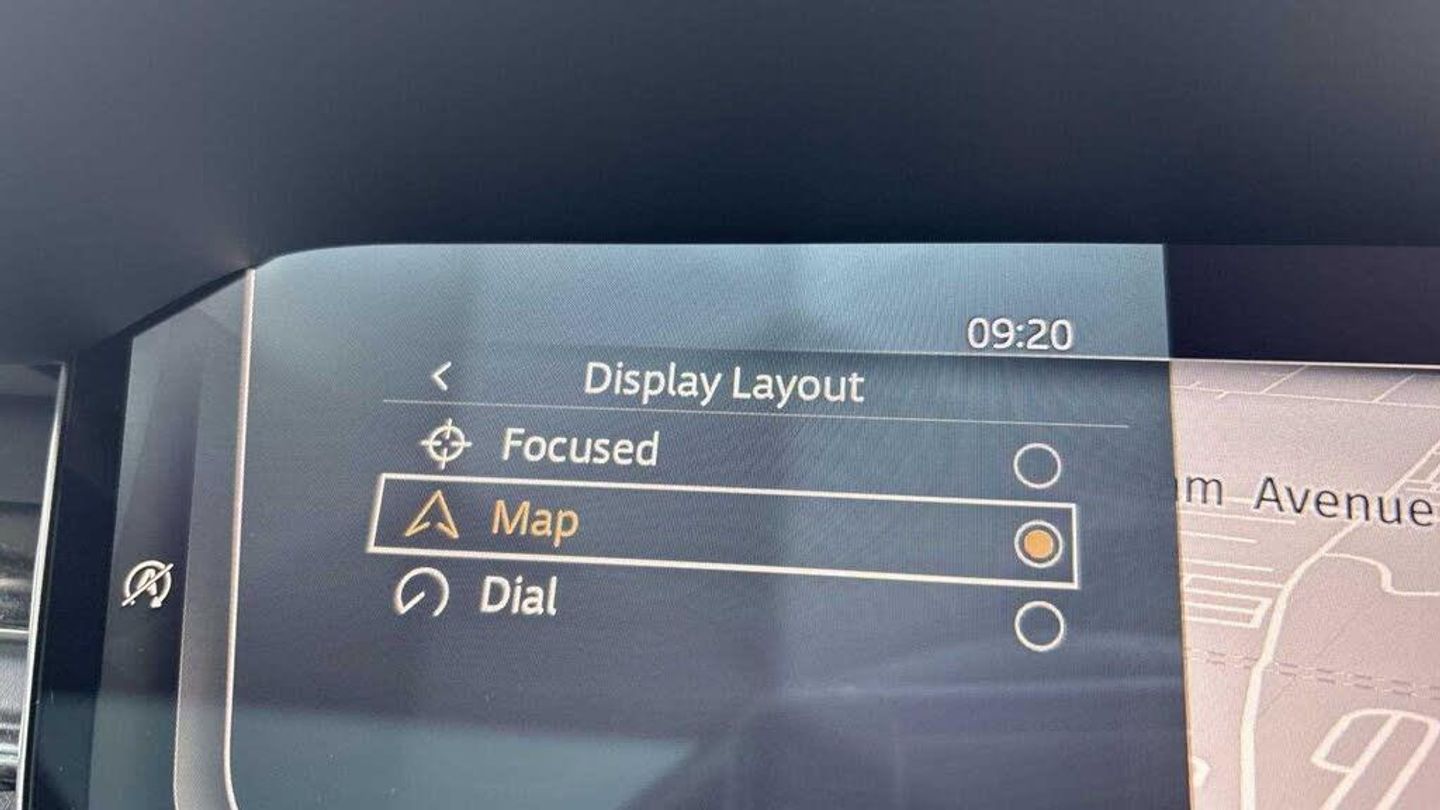 09:20
Display Layout
Focused
Map
Dial
Avenue